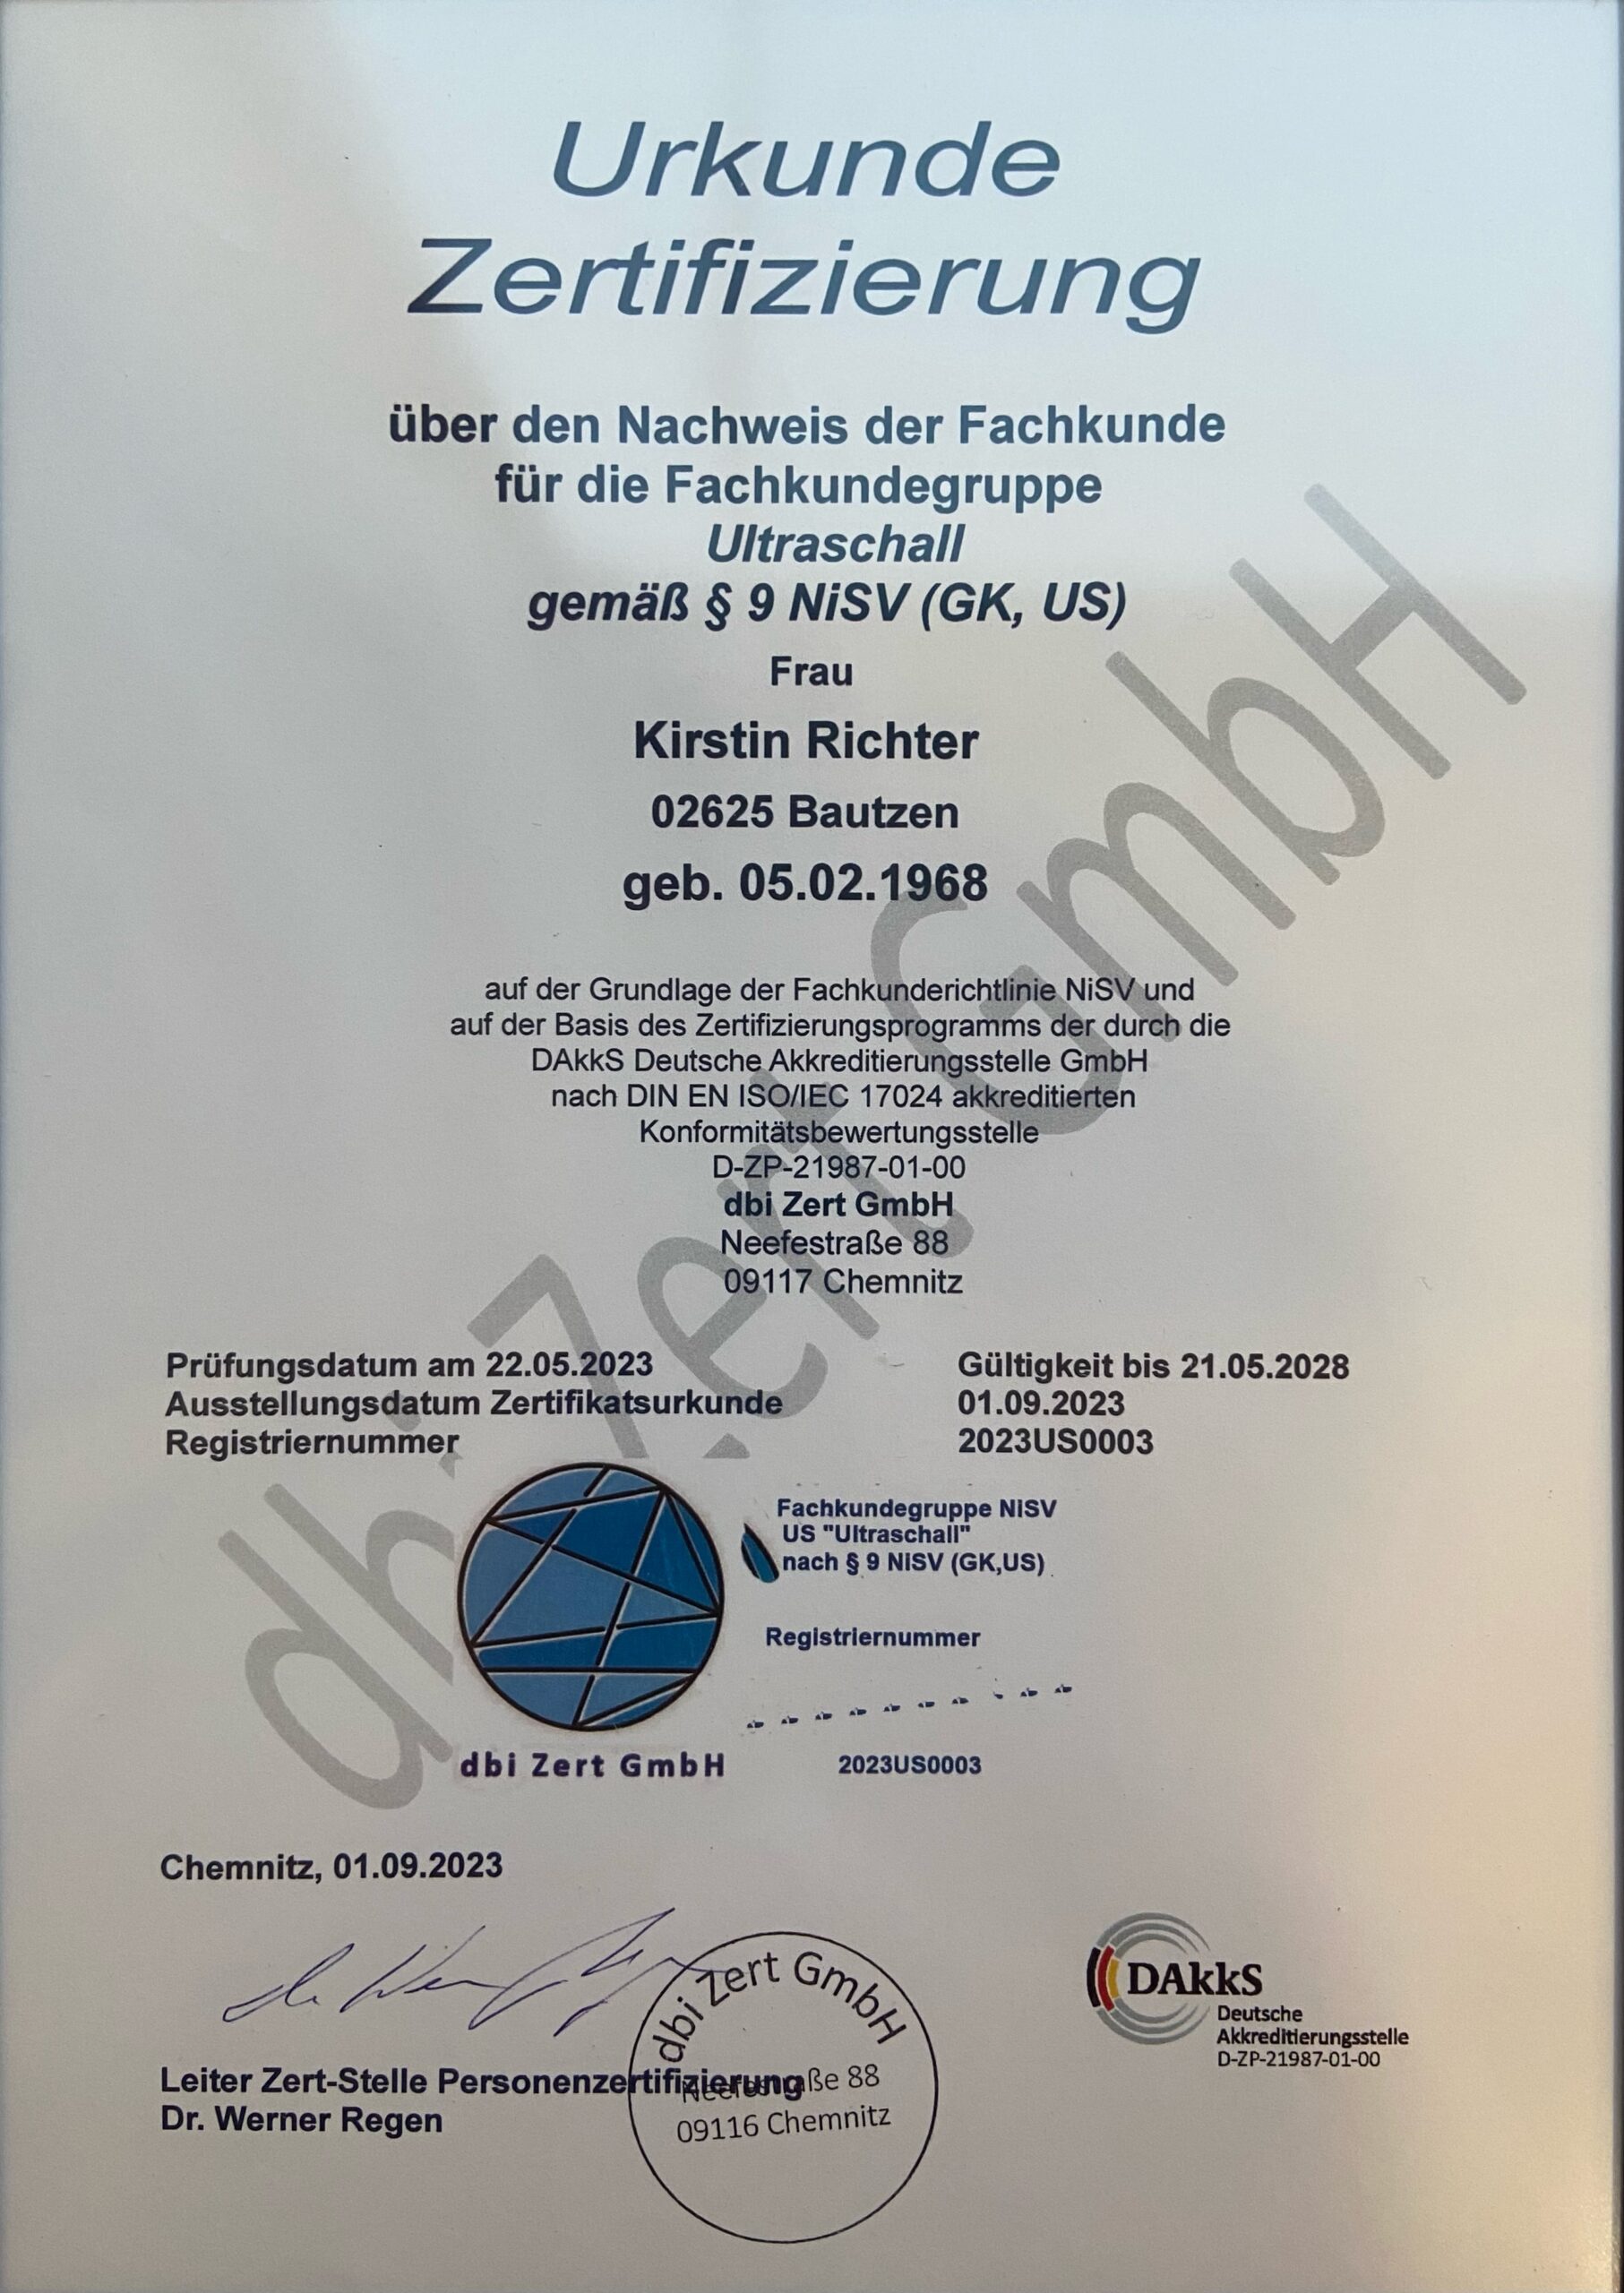 Urkunde
Zertifizierung
über den Nachweis der Fachkunde
für die Fachkundegruppe
Ultraschall
gemäß § 9 NiSV (GK, US)
Frau
Kirstin Richter
02625 Bautzen
geb. 05.02.1968
auf der Grundlage der Fachkunderichtlinie NiSV und
auf der Basis des Zertifizierungsprogramms der durch die
DAkkS Deutsche Akkreditierungsstelle GmbH
nach DIN EN ISO/IEC 17024 akkreditierten
Konformitätsbewertungsstelle
D-ZP-21987-01-00
dbi Zert GmbH
Neefestraße 88
09117 Chemnitz
dbi Zert GmbH
Prüfungsdatum am 22.05.2023 Gültigkeit bis 21.05.2028
Ausstellungsdatum Zertifikatsurkunde 01.09.2023
Registriernummer 2023US0003
Fachkundegruppe NiSV
US "Ultraschall"
nach § 9 NiSV (GK,US)
Registriernummer
dbi Zert GmbH 2023US0003
Chemnitz, 01.09.2023
dbi Zert GmbH
Neefestraße 88
09116 Chemnitz
Leiter Zert-Stelle Personenzertifizierung
Dr. Werner Regen
DAkkS
Deutsche
Akkreditierungsstelle
D-ZP-21987-01-00